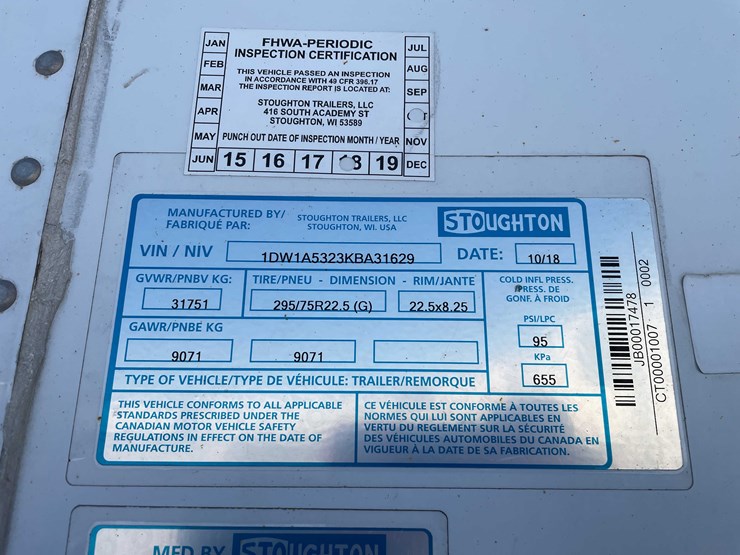 JAN
FEB
MAR
APR
MAY
JUN
FHWA-PERIODIC
INSPECTION CERTIFICATION
THIS VEHICLE PASSED AN INSPECTION
IN ACCORDANCE WITH 49 CFR 396.17
THE INSPECTION REPORT IS LOCATED AT:
STOUGHTON TRAILERS, LLC
416 SOUTH ACADEMY ST
STOUGHTON, WI 53589
PUNCH OUT DATE OF INSPECTION MONTH / YEAR
15 16 17 18 19
JUL
AUG
SEP
OCT
NOV
DEC
MANUFACTURED BY/
FABRIQUÉ PAR:
STOUGHTON TRAILERS, LLC
STOUGHTON, WI. USA
STOUGHTON
VIN / NIV 1DW1A5323KBA31629 DATE: 10/18
GVWR/PNBV KG:
31751
TIRE/PNEU - DIMENSION - RIM/JANTE
295/75R22.5 (G) 22.5x8.25
COLD INFL PRESS.
PRESS. DE
GONF. À FROID
PSI/LPC
95
KPa
655
GAWR/PNBE KG
9071 9071
TYPE OF VEHICLE/TYPE DE VÉHICULE: TRAILER/REMORQUE
THIS VEHICLE CONFORMS TO ALL APPLICABLE
STANDARDS PRESCRIBED UNDER THE
CANADIAN MOTOR VEHICLE SAFETY
REGULATIONS IN EFFECT ON THE DATE OF
MANUFACTURE.
CE VÉHICULE EST CONFORME À TOUTES LES
NORMES QUI LUI SONT APPLICABLES EN
VERTU DU REGLEMENT SUR LA SÉCURITÉ
DES VÉHICULES AUTOMOBILES DU CANADA EN
VIGUEUR À LA DATE DE SA FABRICATION.
JB00017478
CT00001007 1 0002
MFD BY STOUGHTON